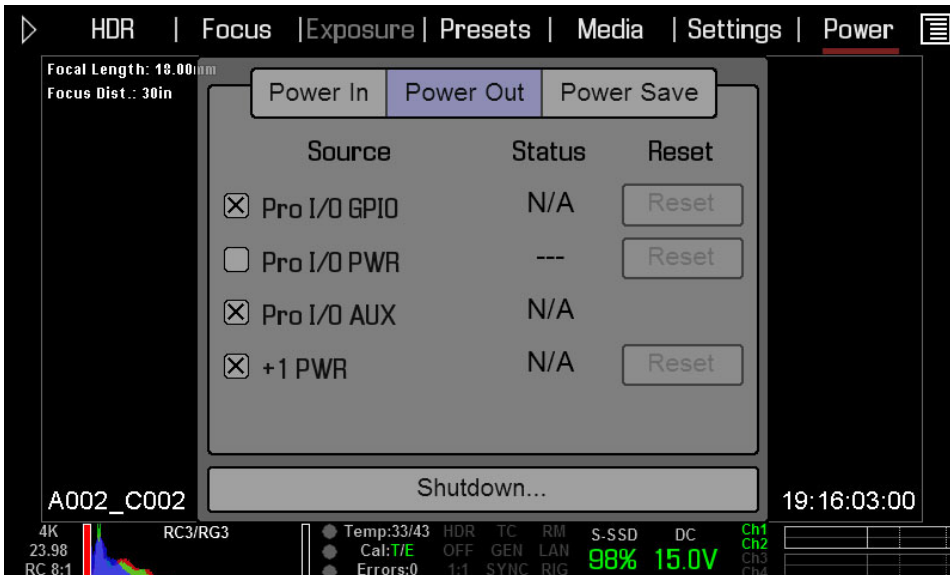 HDR | Focus | Exposure | Presets | Media | Settings | Power
Focal Length: 18.00mm
Focus Dist.: 30in
Power In Power Out Power Save
Source Status Reset
Pro I/O GPIO N/A Reset
Pro I/O PWR --- Reset
Pro I/O AUX N/A
+1 PWR N/A Reset
Shutdown...
A002_C002 19:16:03:00
4K RC3/RG3 Temp:33/43 HDR TC RM S-SSD DC Ch1
23.98 Cal:T/E OFF GEN LAN 98% 15.0V Ch2
RC 8:1 Errors:0 1:1 SYNC RIG Ch3
Ch4